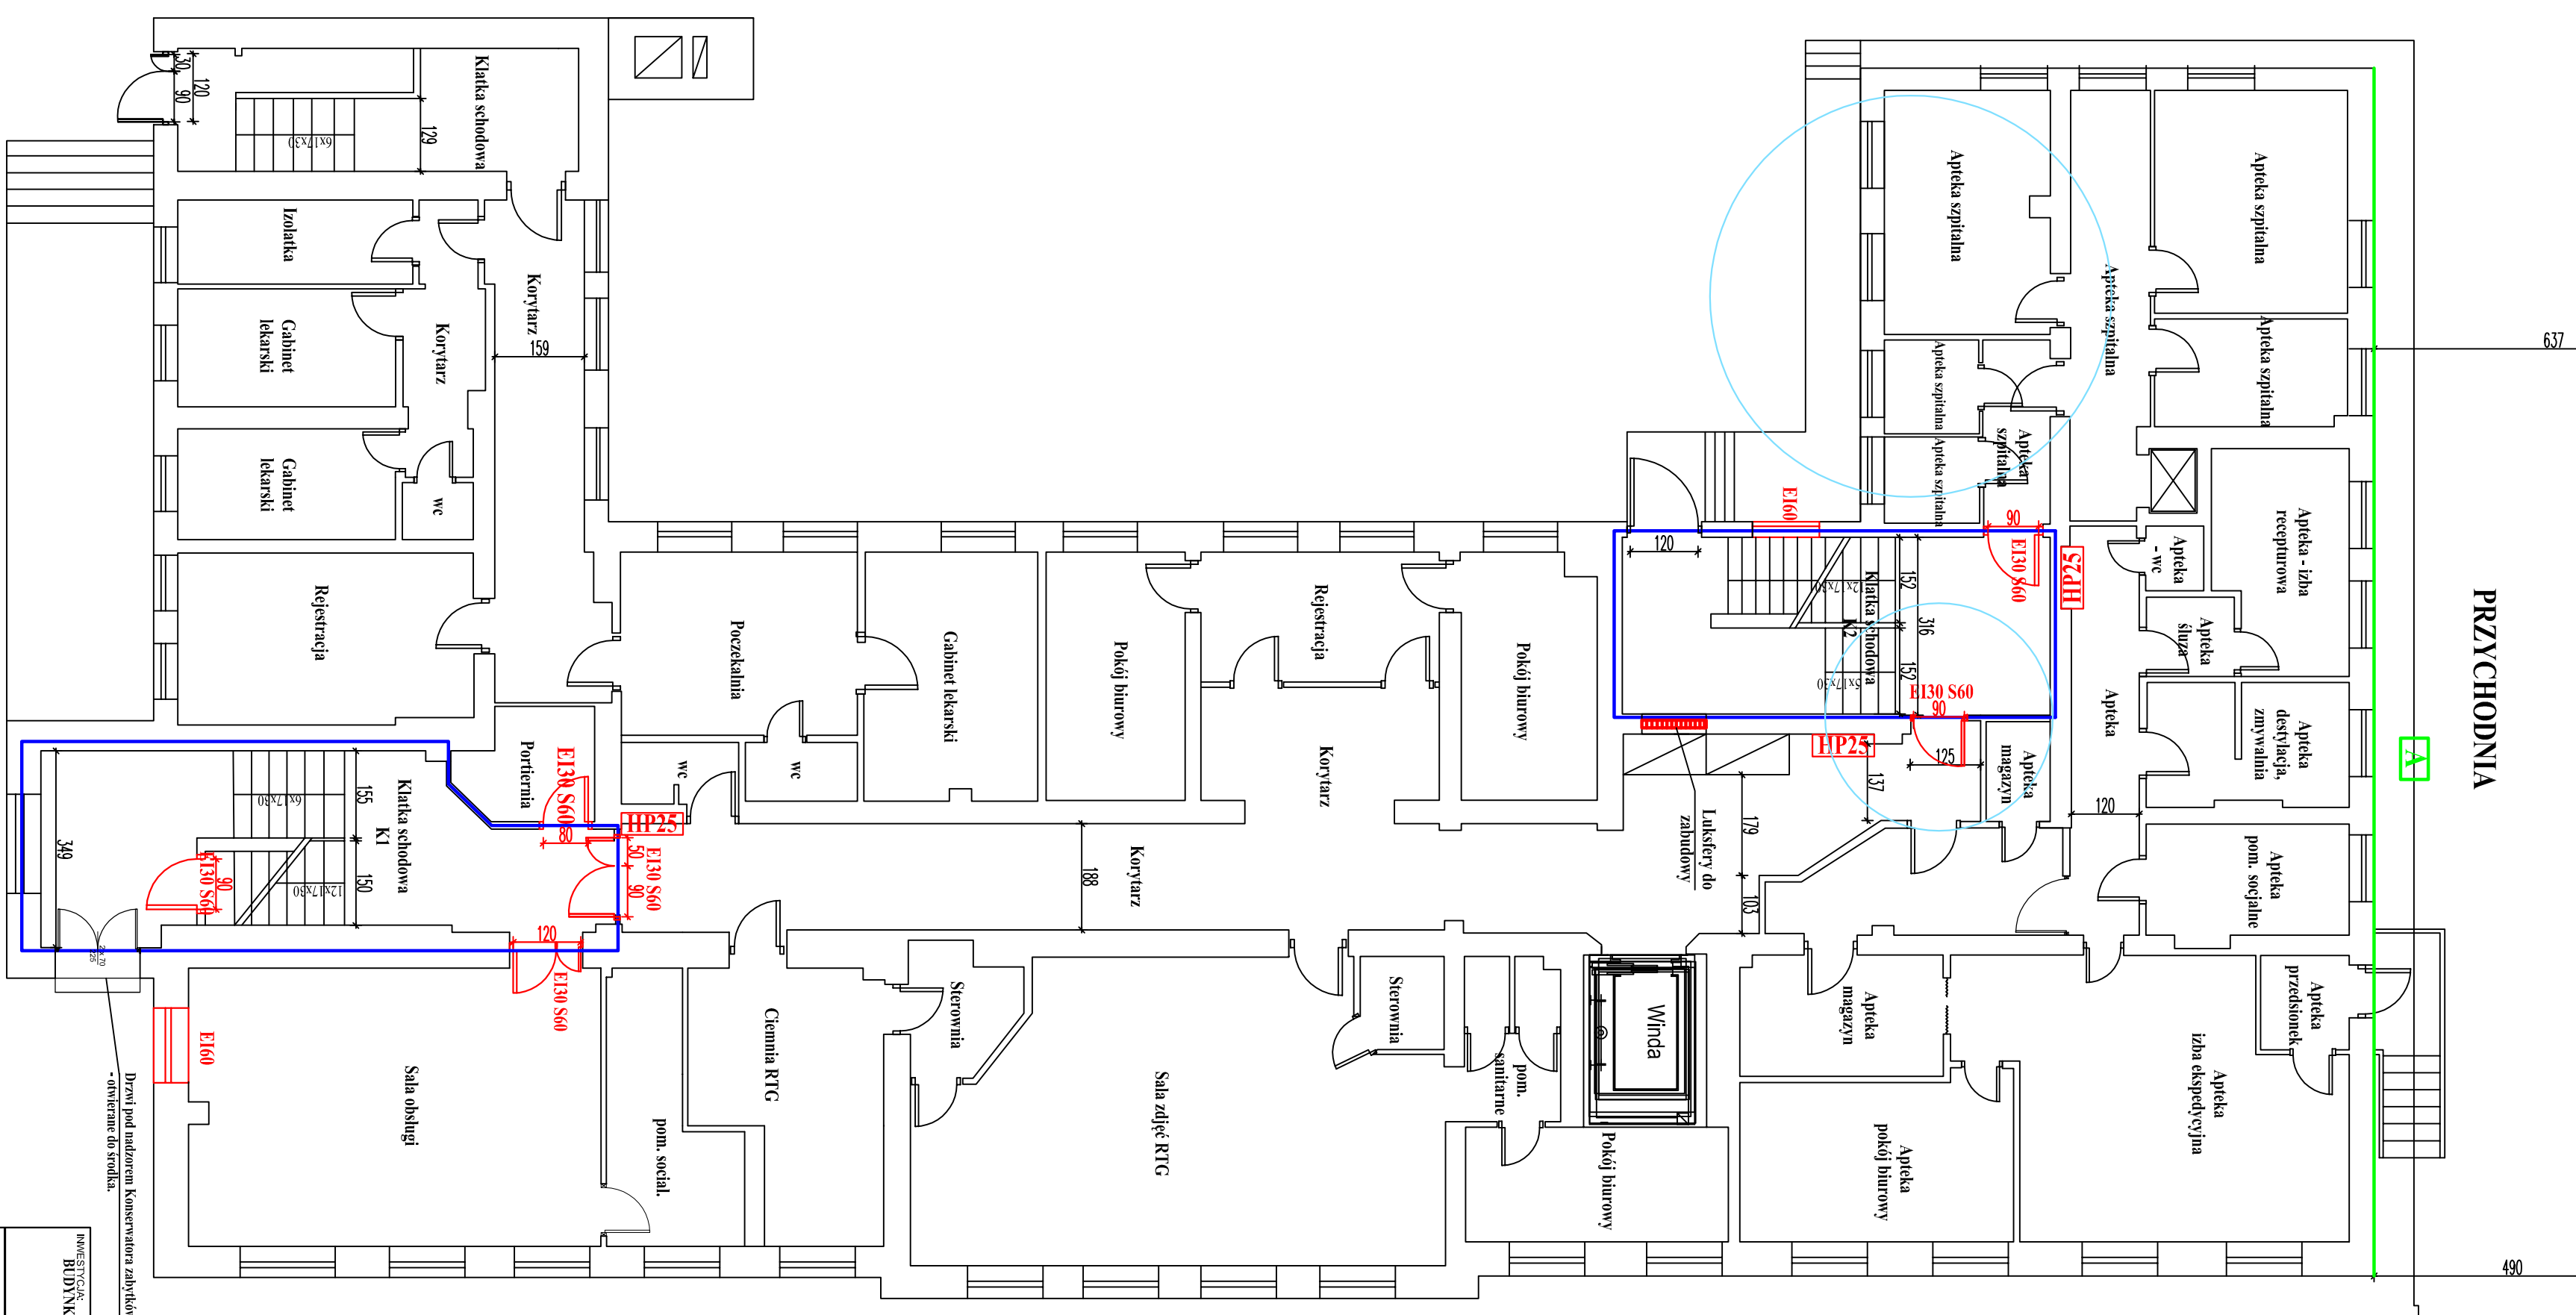 PRZYCHODNIA
A
637
490
Klatka schodowa
129
6x17x30
120
30
90
Izolatka
Korytarz
159
Korytarz
Gabinet
lekarski
Gabinet
lekarski
wc
Rejestracja
Poczekalnia
Gabinet lekarski
Pokój biurowy
Rejestracja
Pokój biurowy
Korytarz
wc
wc
Portiernia
EI30 S60
80
HP25
EI30 S60
50
90
Klatka schodowa
K1
155
150
349
6x17x30
12x17x30
EI30 S60
90
120
EI30 S60
EI60
Sala obsługi
pom. socjal.
Ciemnia RTG
Sterownia
Sala zdjęć RTG
Sterownia
pom.
sanitarne
Winda
Pokój biurowy
Korytarz
188
Luksfery do
zabudowy
179
103
137
125
HP25
EI30 S60
90
Klatka schodowa
K2
152
316
152
12x17x30
15x17x30
120
EI60
90
EI30 S60
HP25
Apteka szpitalna
Apteka szpitalna
Apteka szpitalna
Apteka szpitalna
Apteka szpitalna
Apteka szpitalna
Apteka
szpitalna
Apteka - izba
recepturowa
Apteka
- wc
Apteka
śluza
Apteka
destylacja,
zmywalnia
Apteka
Apteka
magazyn
120
Apteka
pom. socjalne
Apteka
przedsionek
Apteka
izba ekspedycyjna
Apteka
magazyn
Apteka
pokój biurowy
Drzwi pod nadzorem Konserwatora zabytków
- otwierane do środka.
INWESTYCJA: